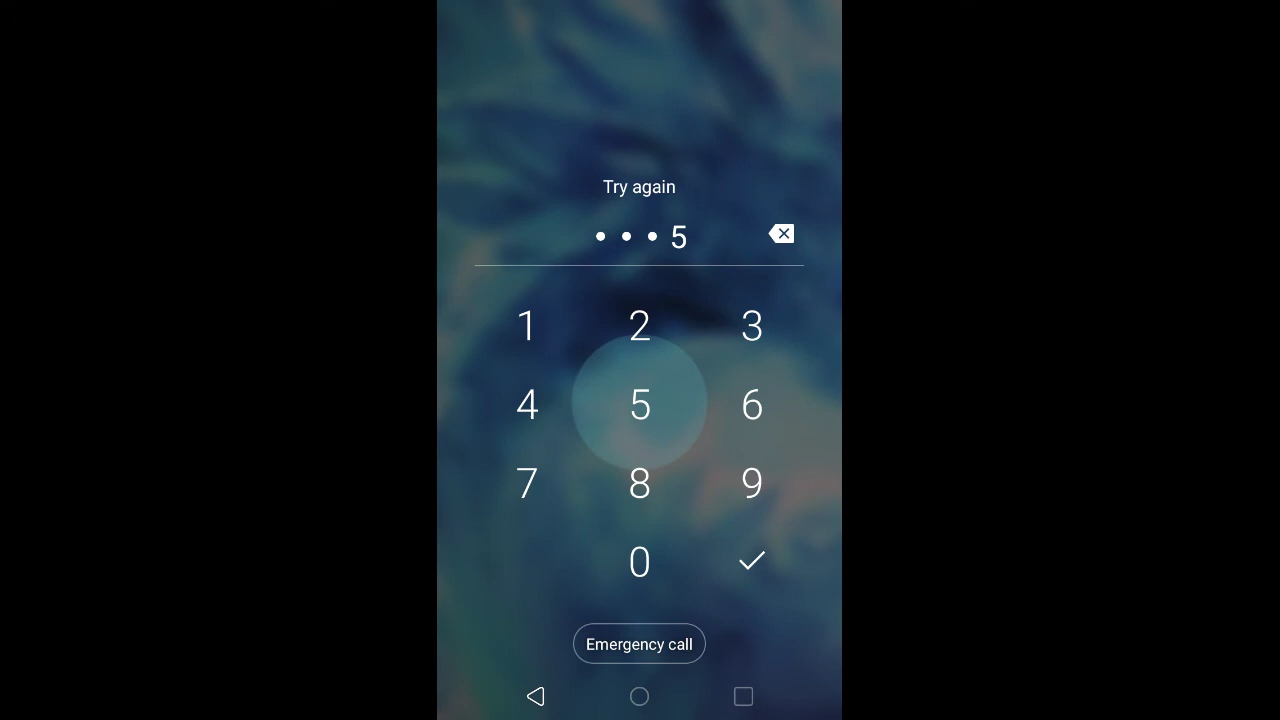 Try again
• • • 5
1 2 3
4 5 6
7 8 9
0
Emergency call